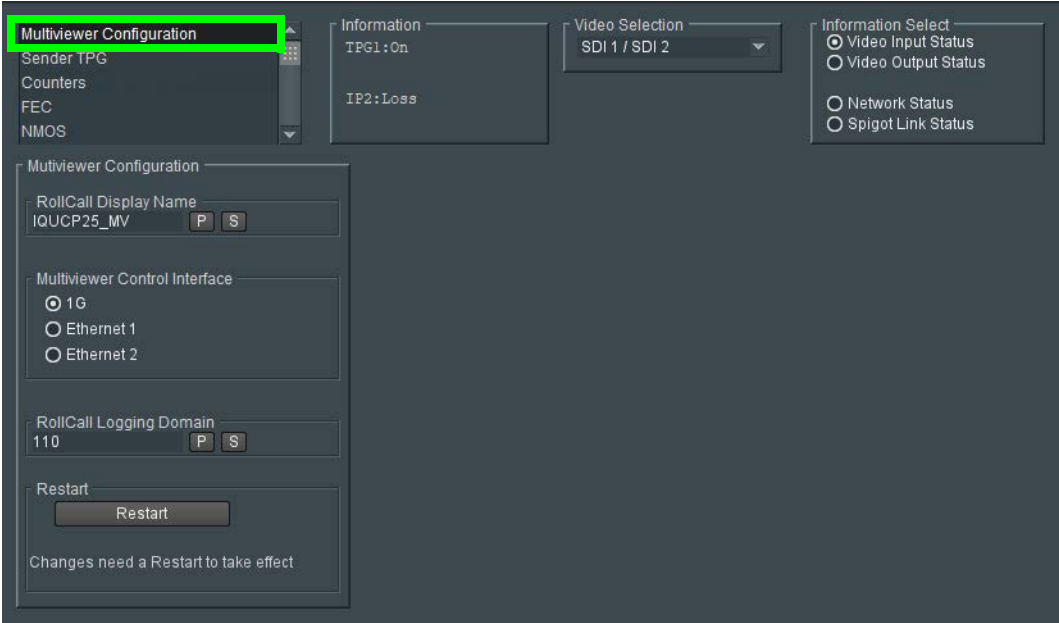 Multiviewer Configuration
Sender TPG
Counters
FEC
NMOS
Information
TPG1:On
IP2:Loss
Video Selection
SDI 1 / SDI 2
Information Select
Video Input Status
Video Output Status
Network Status
Spigot Link Status
Mutiviewer Configuration
RollCall Display Name
IQUCP25_MV P S
Multiviewer Control Interface
1G
Ethernet 1
Ethernet 2
RollCall Logging Domain
110 P S
Restart
Restart
Changes need a Restart to take effect